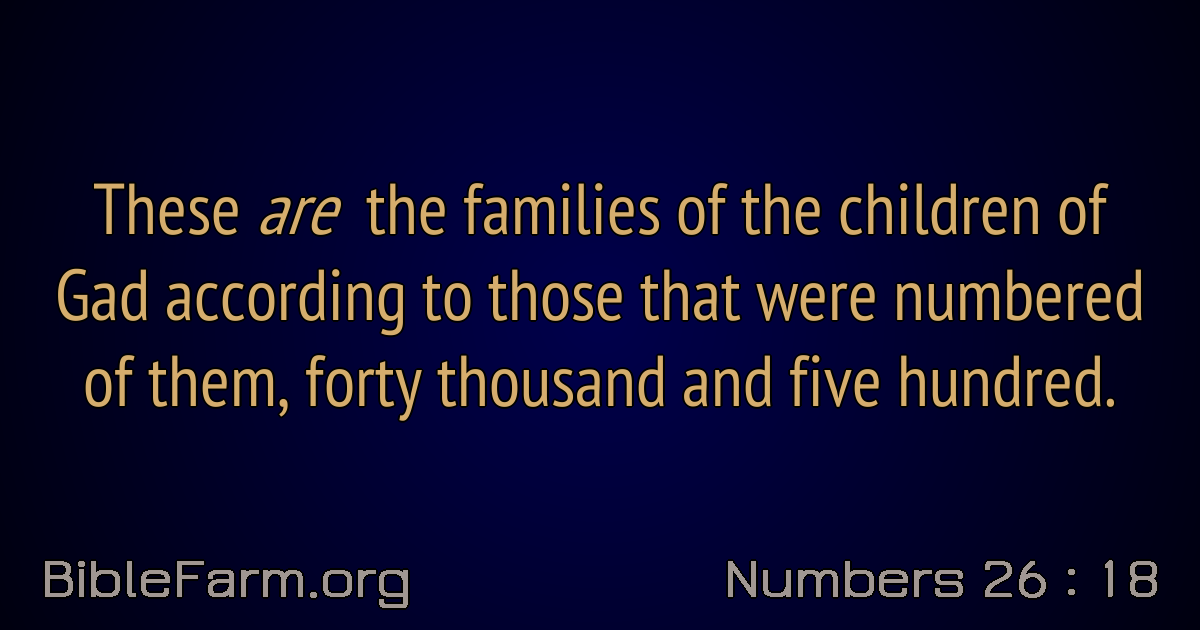 These are the families of the children of
Gad according to those that were numbered
of them, forty thousand and five hundred.
BibleFarm.org
Numbers 26 : 18